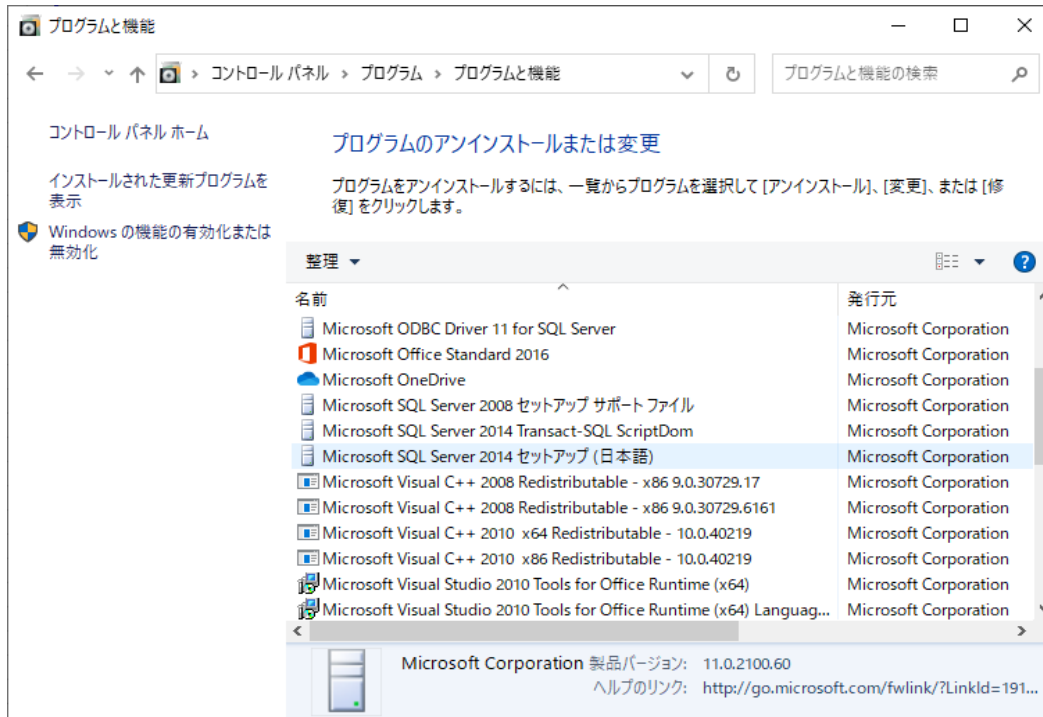 プログラムと機能
コントロール パネル › プログラム › プログラムと機能
プログラムと機能の検索
コントロール パネル ホーム
インストールされた更新プログラムを
表示
Windows の機能の有効化または
無効化
プログラムのアンインストールまたは変更
プログラムをアンインストールするには、一覧からプログラムを選択して [アンインストール]、[変更]、または [修
復] をクリックします。
整理
名前 発行元
Microsoft ODBC Driver 11 for SQL Server Microsoft Corporation
Microsoft Office Standard 2016 Microsoft Corporation
Microsoft OneDrive Microsoft Corporation
Microsoft SQL Server 2008 セットアップ サポート ファイル Microsoft Corporation
Microsoft SQL Server 2014 Transact-SQL ScriptDom Microsoft Corporation
Microsoft SQL Server 2014 セットアップ (日本語) Microsoft Corporation
Microsoft Visual C++ 2008 Redistributable - x86 9.0.30729.17 Microsoft Corporation
Microsoft Visual C++ 2008 Redistributable - x86 9.0.30729.6161 Microsoft Corporation
Microsoft Visual C++ 2010 x64 Redistributable - 10.0.40219 Microsoft Corporation
Microsoft Visual C++ 2010 x86 Redistributable - 10.0.40219 Microsoft Corporation
Microsoft Visual Studio 2010 Tools for Office Runtime (x64) Microsoft Corporation
Microsoft Visual Studio 2010 Tools for Office Runtime (x64) Languag... Microsoft Corporation
Microsoft Corporation 製品バージョン: 11.0.2100.60
ヘルプのリンク: http://go.microsoft.com/fwlink/?LinkId=191...